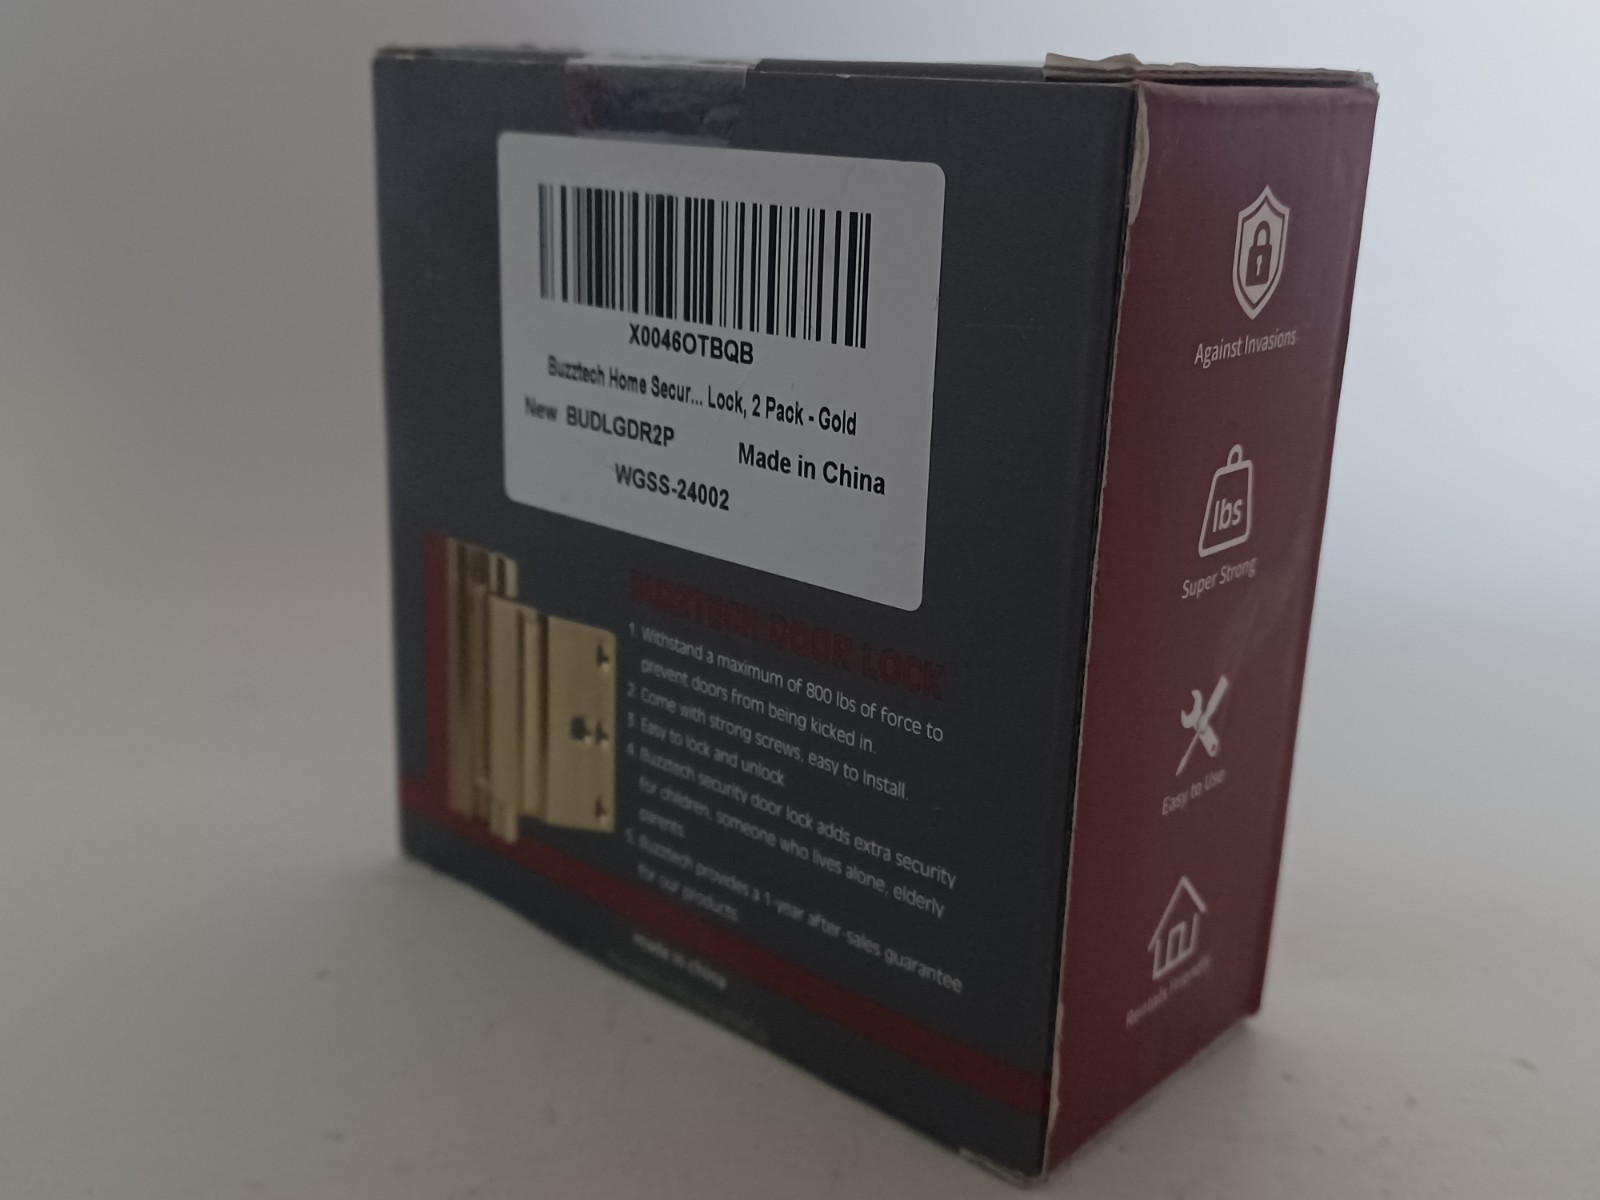 X0046OTBQB
Buzztech Home Secur... Lock, 2 Pack - Gold
New BUDLGDR2P
Made in China
WGSS-24002
BUZZTECH DOOR LOCK
1. Withstand a maximum of 800 lbs of force to
prevent doors from being kicked in.
2. Come with strong screws, easy to install.
3. Easy to lock and unlock
4. Buzztech security door lock adds extra security
for children, someone who lives alone, elderly
parents.
5. Buzztech provides a 1-year after-sales guarantee
for our products.
made in china
Against Invasions
lbs
Super Strong
Easy to Use
Rentals Friendly